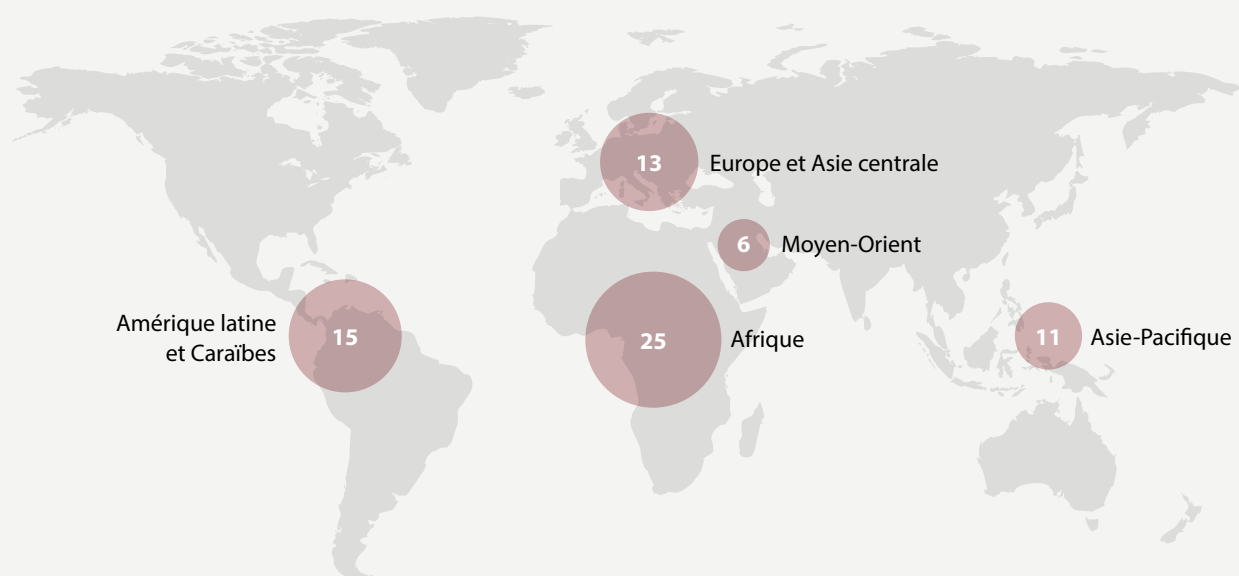 13
Europe et Asie centrale
6
Moyen-Orient
Amérique latine
et Caraïbes
15
25
Afrique
11
Asie-Pacifique